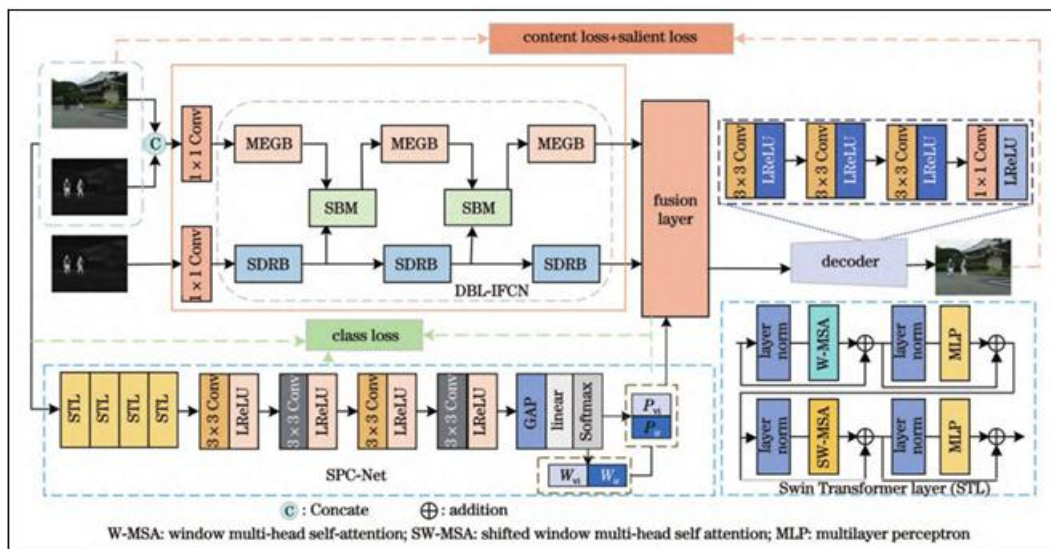 content loss+salient loss
C
1×1 Conv
MEGB
MEGB
MEGB
SBM
SBM
1×1 Conv
SDRB
SDRB
SDRB
DBL-IFCN
fusion
layer
3×3 Conv
LReLU
3×3 Conv
LReLU
3×3 Conv
LReLU
1×1 Conv
LReLU
decoder
class loss
STL
STL
STL
STL
3×3 Conv
LReLU
3×3 Conv
LReLU
3×3 Conv
LReLU
3×3 Conv
LReLU
GAP
linear
Softmax
Pvi
Pir
Wvi
Wir
SPC-Net
layer
norm
W-MSA
layer
norm
MLP
layer
norm
SW-MSA
layer
norm
MLP
Swin Transformer layer (STL)
C : Concate
⊕ : addition
W-MSA: window multi-head self-attention; SW-MSA: shifted window multi-head self attention; MLP: multilayer perceptron